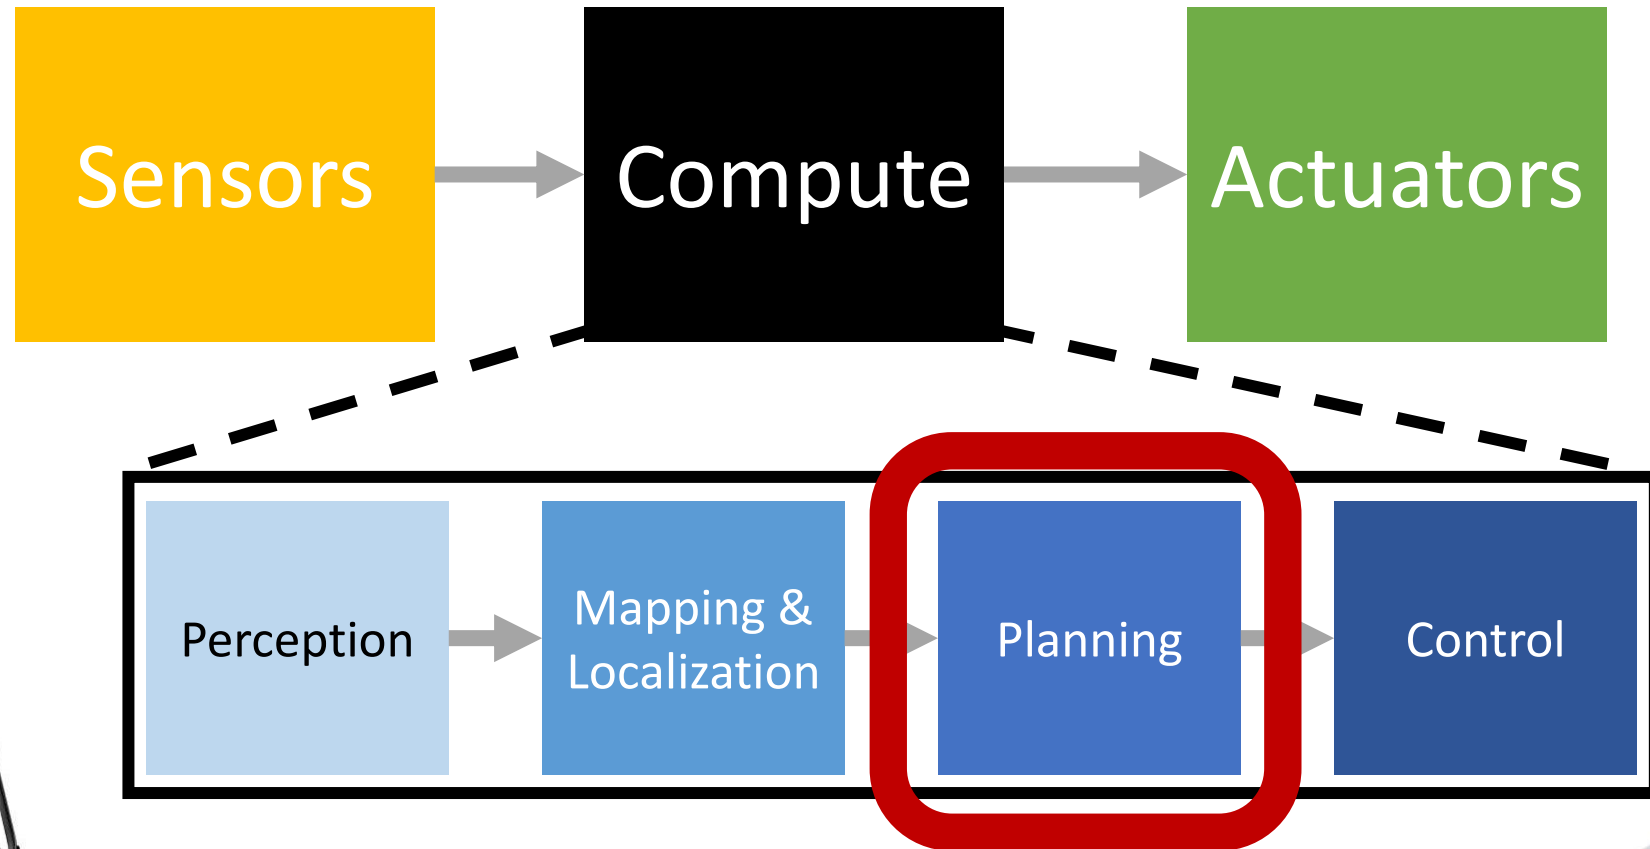 Sensors
Compute
Actuators
Perception
Mapping &
Localization
Planning
Control